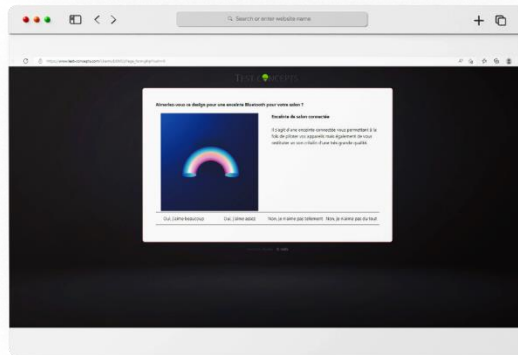 Search or enter website name
TEST CONCEPTS
Aimeriez-vous ce design pour une enceinte Bluetooth pour votre salon ?
Enceinte de salon connectée
Il s'agit d'une enceinte connectée vous permettant à la
fois de piloter vos appareils mais également de vous
restituer un son cristallin d'une très grande qualité.
Oui, j'aime beaucoup
Oui, j'aime assez
Non, je n'aime pas tellement
Non, je n'aime pas du tout